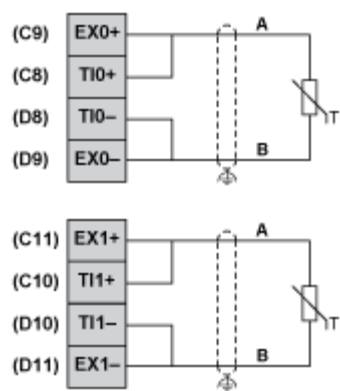 (C9) EX0+ A
(C8) TI0+
T
(D8) TI0–
(D9) EX0– B
(C11) EX1+ A
(C10) TI1+
T
(D10) TI1–
(D11) EX1– B